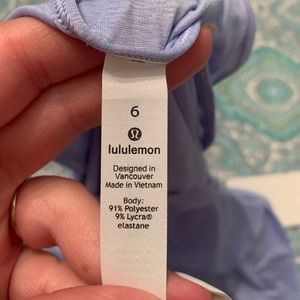 6
lululemon
Designed in
Vancouver
Made in Vietnam
Body:
91% Polyester
9% Lycra®
elastane